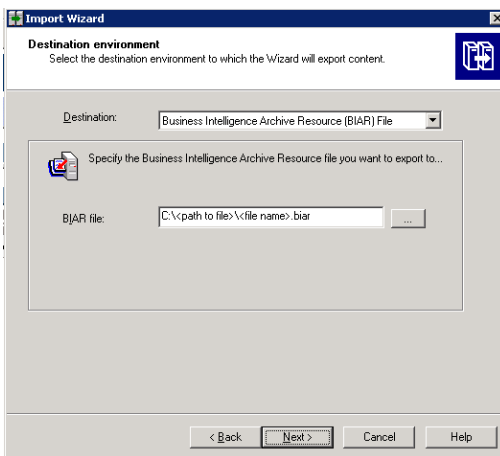 Import Wizard
Destination environment
Select the destination environment to which the Wizard will export content.
Destination:
Business Intelligence Archive Resource (BIAR) File
Specify the Business Intelligence Archive Resource file you want to export to...
BIAR file:
C:\<path to file>\<file name>.biar
...
< Back
Next >
Cancel
Help